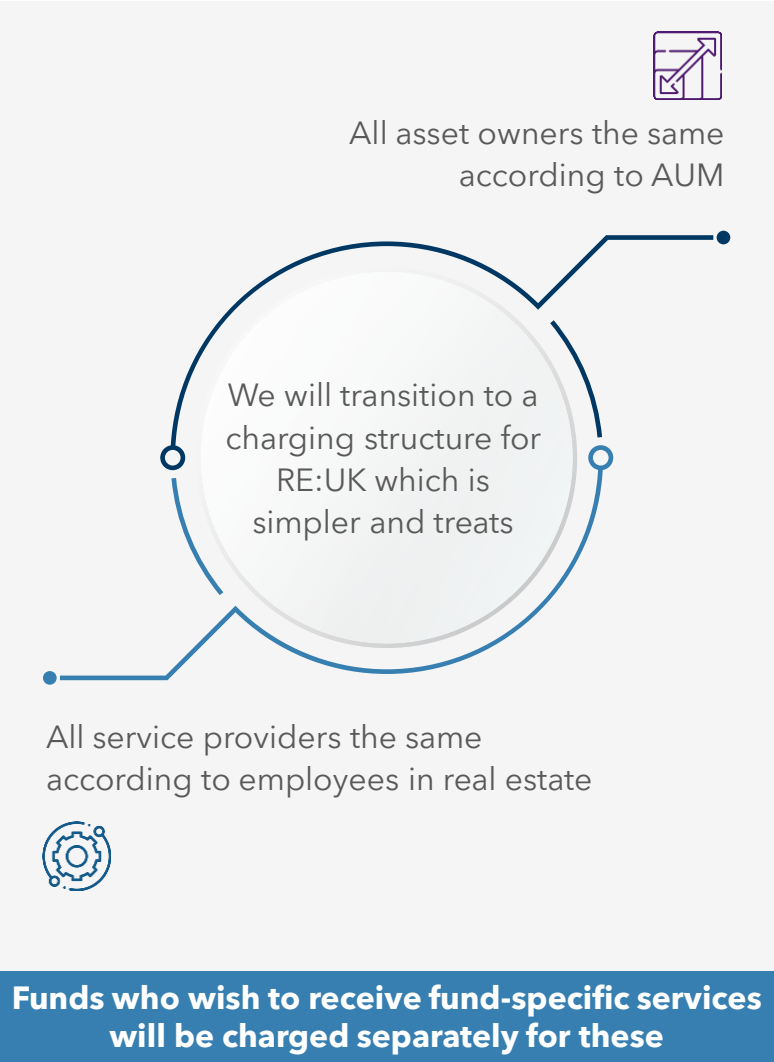 All asset owners the same
according to AUM
We will transition to a
charging structure for
RE:UK which is
simpler and treats
All service providers the same
according to employees in real estate
Funds who wish to receive fund-specific services
will be charged separately for these